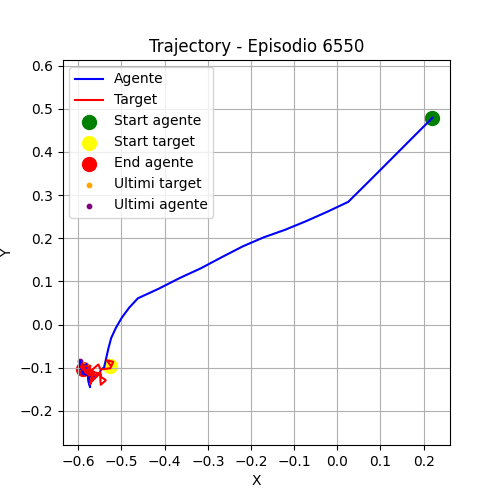 Trajectory - Episodio 6550
Agente
Target
Start agente
Start target
End agente
Ultimi target
Ultimi agente
0.6
0.5
0.4
0.3
0.2
0.1
0.0
−0.1
−0.2
Y
−0.6 −0.5 −0.4 −0.3 −0.2 −0.1 0.0 0.1 0.2
X